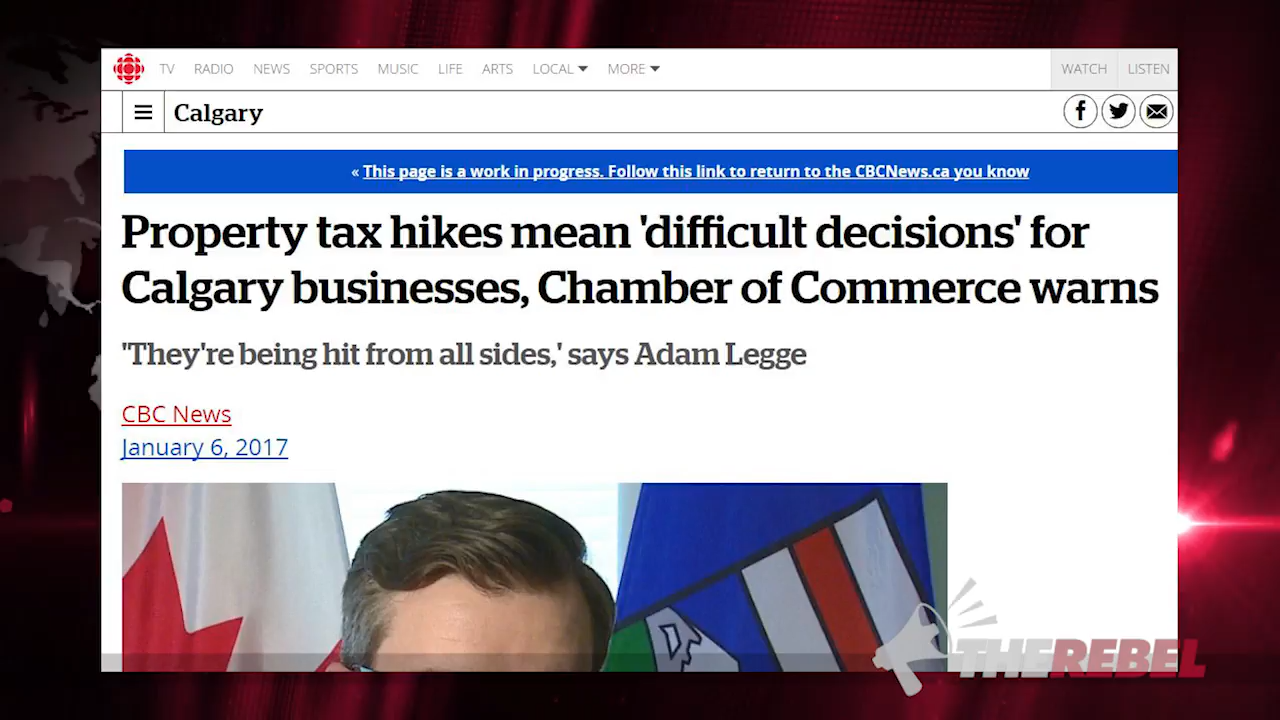 TV RADIO NEWS SPORTS MUSIC LIFE ARTS LOCAL MORE WATCH LISTEN
Calgary
« This page is a work in progress. Follow this link to return to the CBCNews.ca you know
Property tax hikes mean 'difficult decisions' for
Calgary businesses, Chamber of Commerce warns
'They're being hit from all sides,' says Adam Legge
CBC News
January 6, 2017
THEREBEL